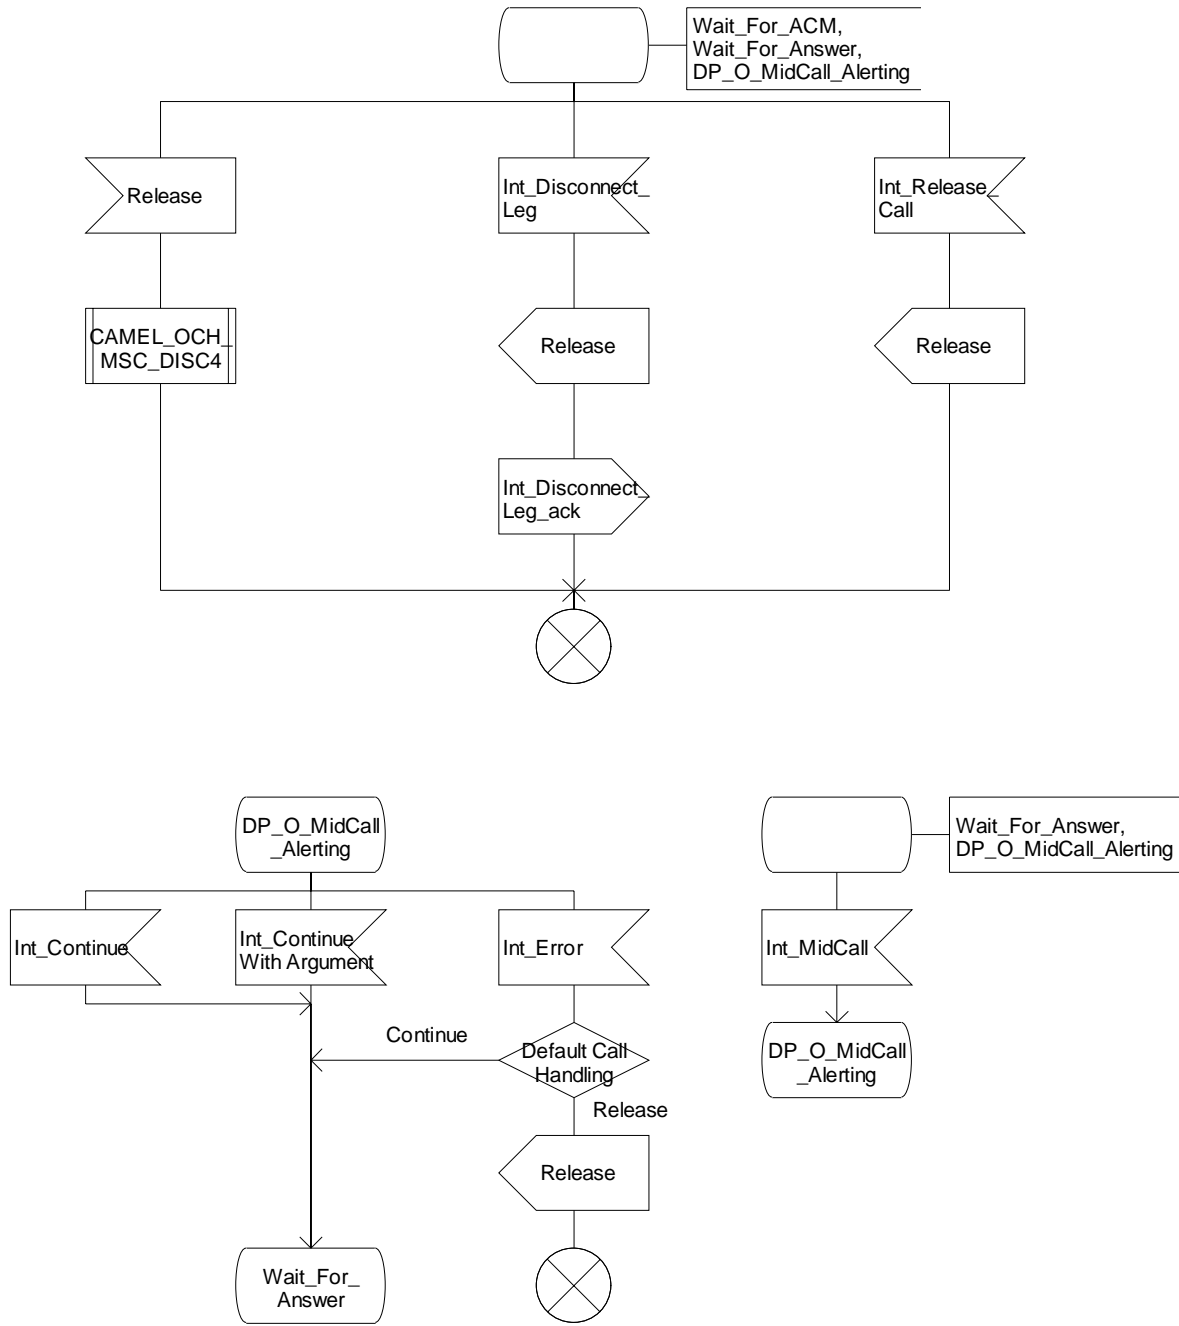 Wait_For_ACM,
Wait_For_Answer,
DP_O_MidCall_Alerting
Release
Int_Disconnect_
Leg
Int_Release_
Call
CAMEL_OCH_
MSC_DISC4
Release
Release
Int_Disconnect_
Leg_ack
DP_O_MidCall
_Alerting
Wait_For_Answer,
DP_O_MidCall_Alerting
Int_Continue
Int_Continue
With Argument
Int_Error
Int_MidCall
Continue
Default Call
Handling
DP_O_MidCall
_Alerting
Release
Release
Wait_For_
Answer